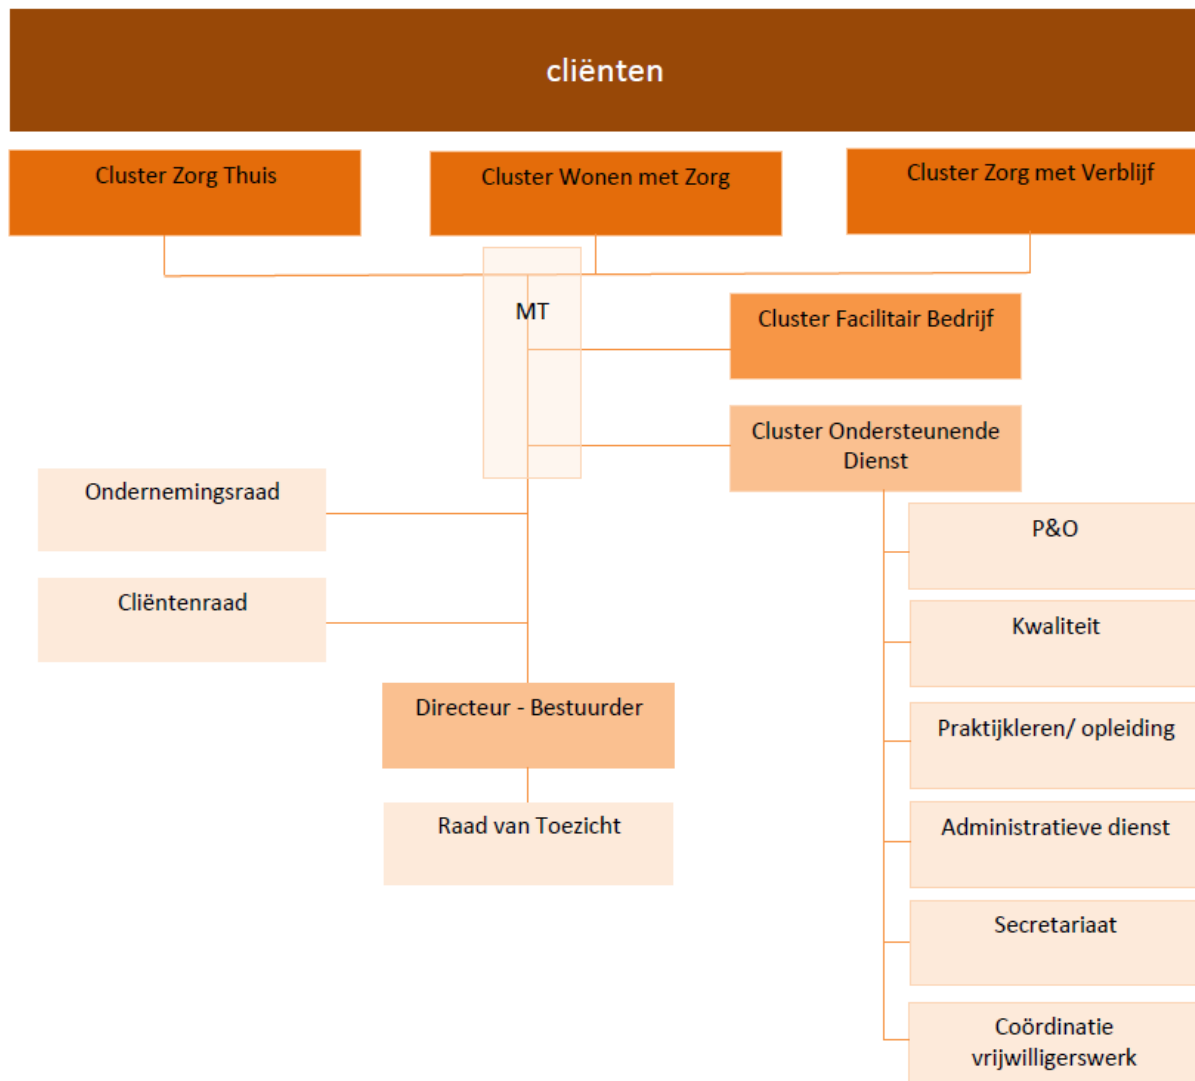 cliënten
Cluster Zorg Thuis
Cluster Wonen met Zorg
Cluster Zorg met Verblijf
MT
Cluster Facilitair Bedrijf
Cluster Ondersteunende
Dienst
Ondernemingsraad
P&O
Cliëntenraad
Kwaliteit
Directeur - Bestuurder
Praktijkleren/ opleiding
Raad van Toezicht
Administratieve dienst
Secretariaat
Coördinatie
vrijwilligerswerk